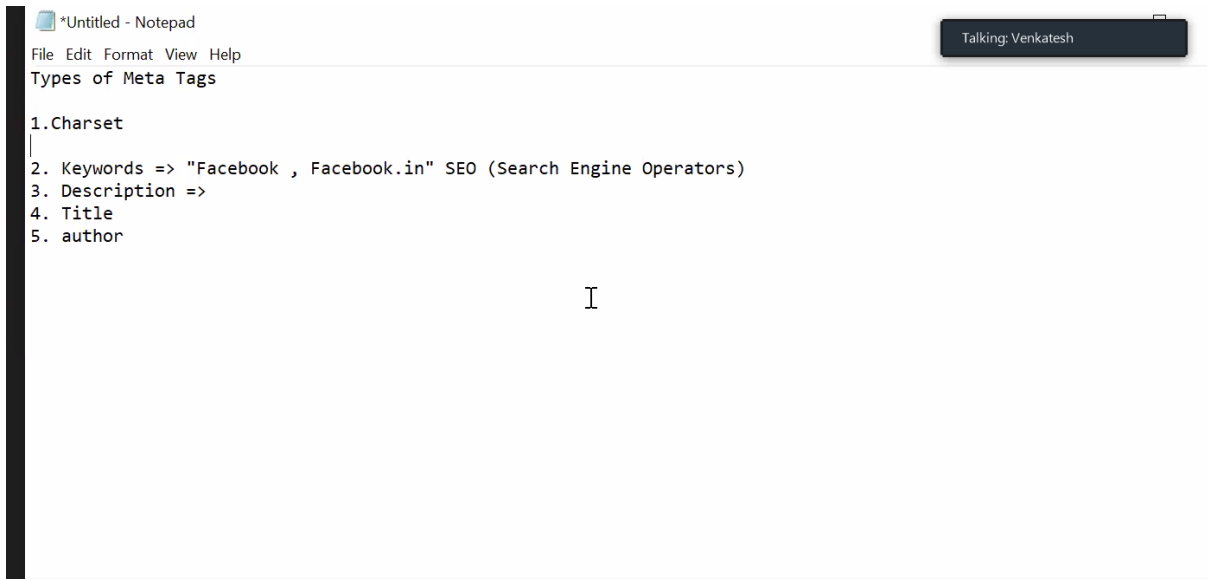 *Untitled - Notepad
Talking: Venkatesh
File Edit Format View Help
Types of Meta Tags
1.Charset
2. Keywords => "Facebook , Facebook.in" SEO (Search Engine Operators)
3. Description =>
4. Title
5. author